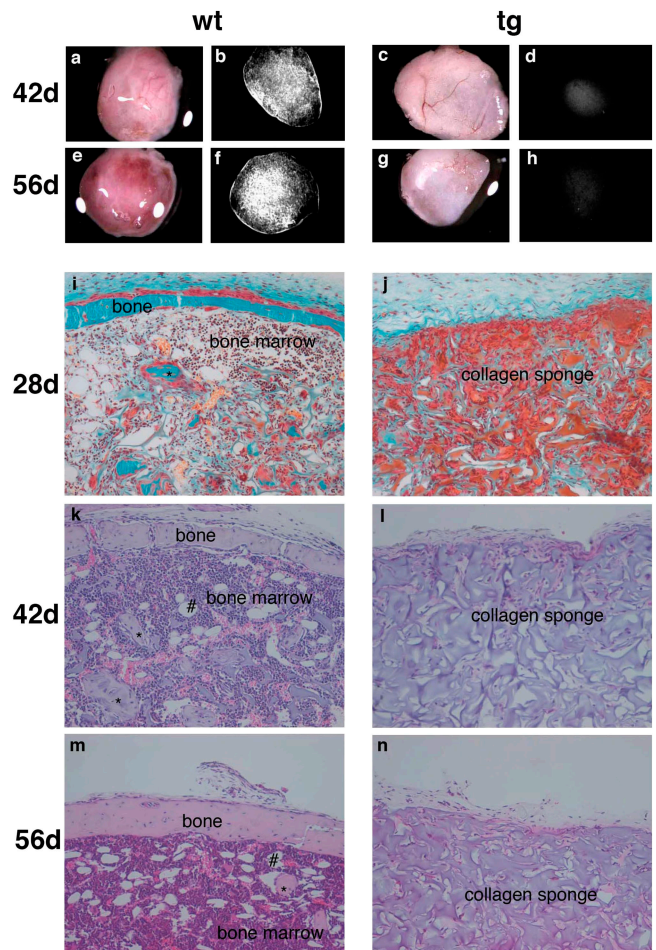 wt tg
a b c d
42d
e f g h
56d
i j
bone
bone marrow
*
collagen sponge
28d
k l
bone
# bone marrow
collagen sponge
*
42d
*
m n
bone
56d
#
*
collagen sponge
bone marrow